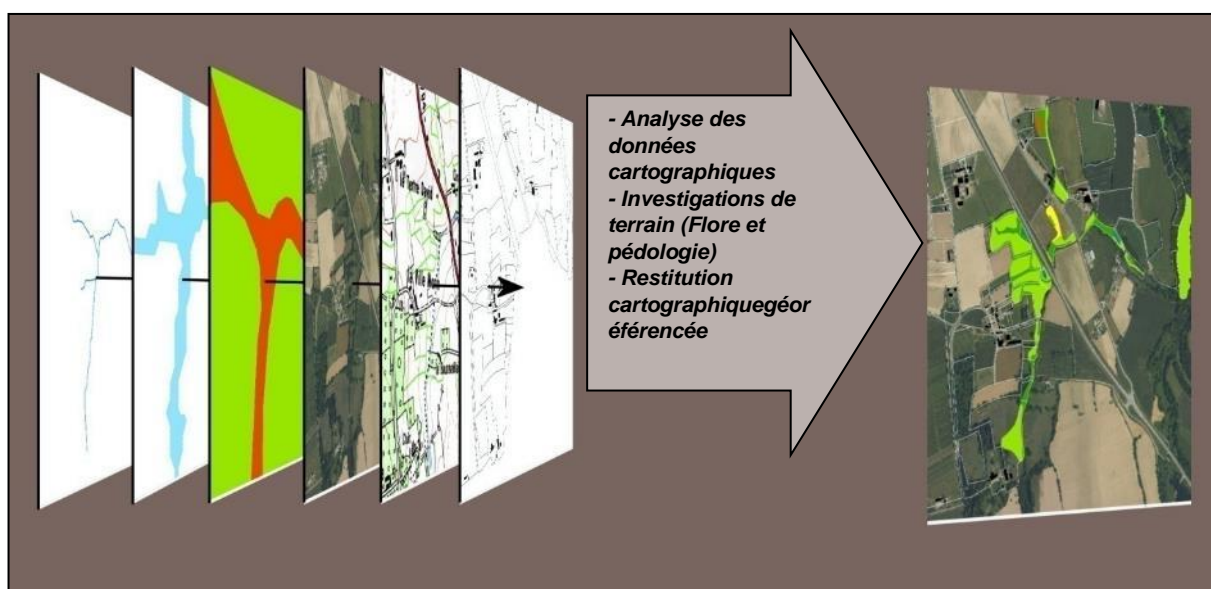 - Analyse des
données
cartographiques
- Investigations de
terrain (Flore et
pédologie)
- Restitution
cartographiquegéor
éférencée